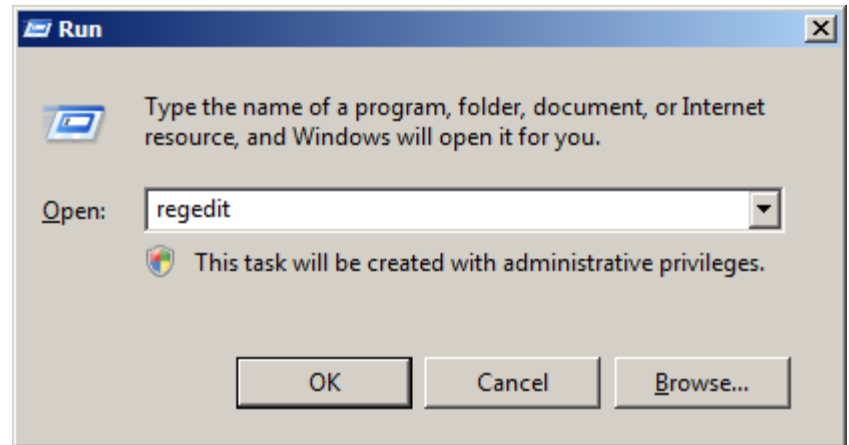 Run
Type the name of a program, folder, document, or Internet
resource, and Windows will open it for you.
Open: regedit
This task will be created with administrative privileges.
OK Cancel Browse...